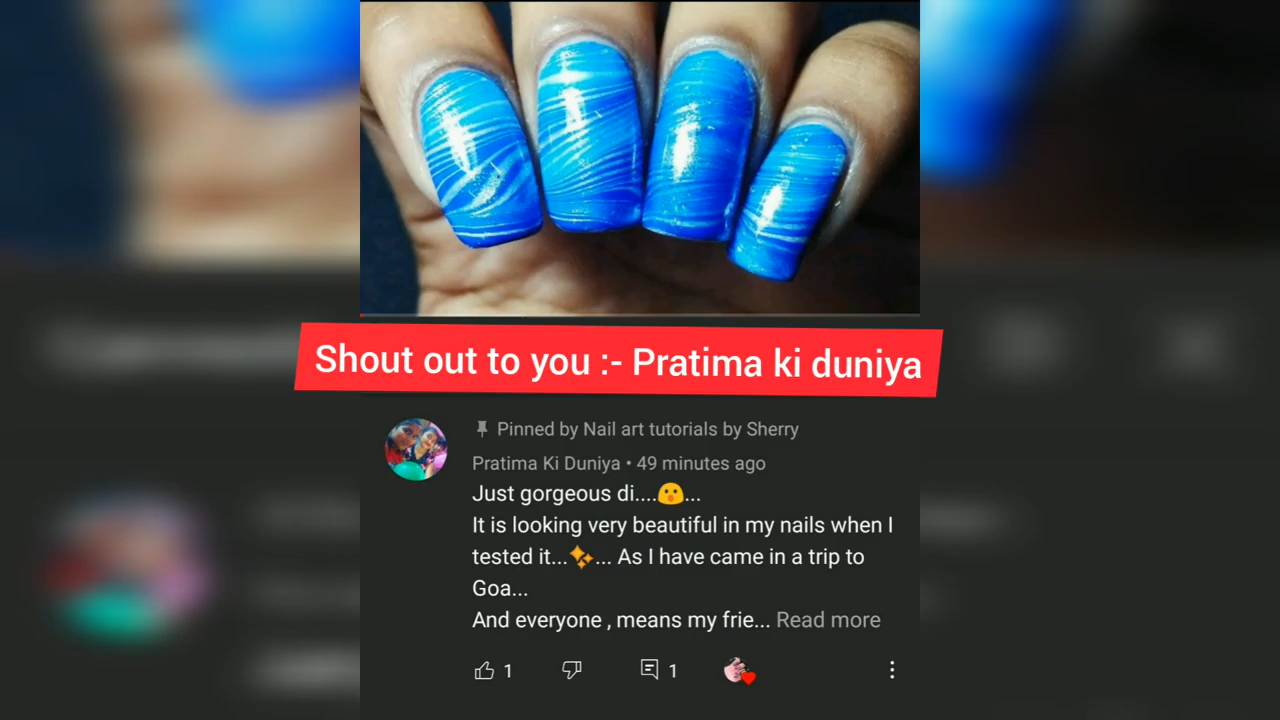 Shout out to you :- Pratima ki duniya
Pinned by Nail art tutorials by Sherry
Pratima Ki Duniya • 49 minutes ago
Just gorgeous di....😮...
It is looking very beautiful in my nails when I
tested it...✨... As I have came in a trip to
Goa...
And everyone , means my frie... Read more
1
1